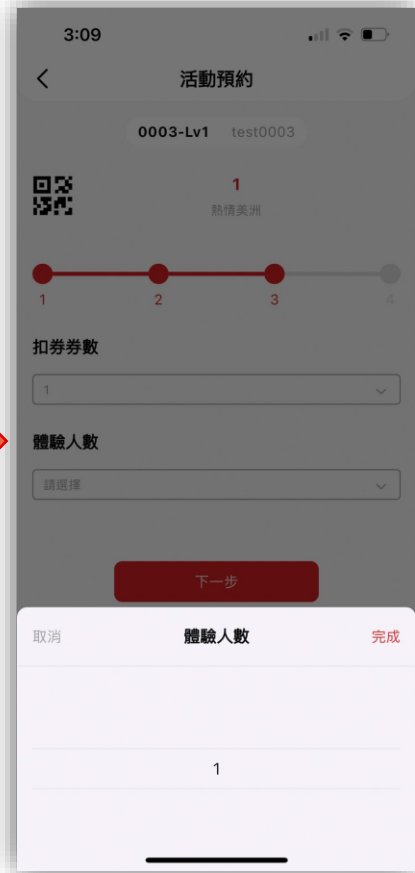 3:09
活動預約
0003-Lv1 test0003
1
熱情美洲
1 2 3 4
扣券券數
1
體驗人數
請選擇
下一步
取消 體驗人數 完成
1